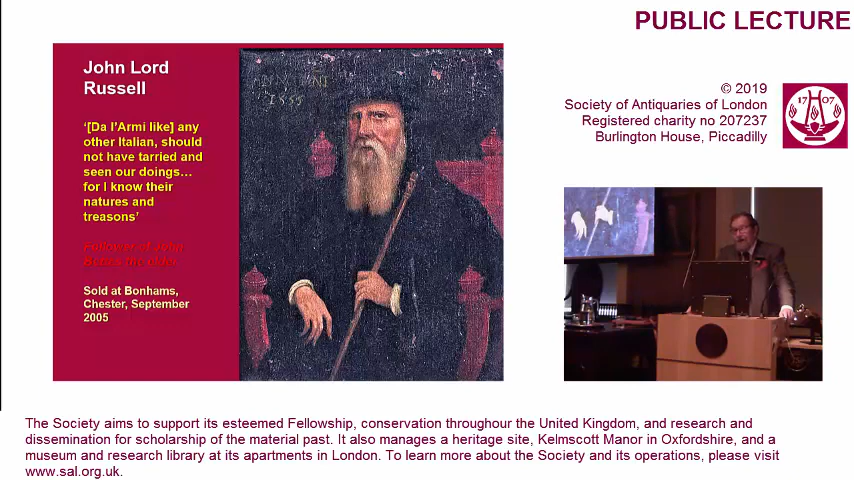 PUBLIC LECTURE
John Lord
Russell
‘[Da l’Armi like] any
other Italian, should
not have tarried and
seen our doings…
for I know their
natures and
treasons’
Follower of John
Bettes the elder
Sold at Bonhams,
Chester, September
2005
1555
© 2019
Society of Antiquaries of London
Registered charity no 207237
Burlington House, Piccadilly
17 07
The Society aims to support its esteemed Fellowship, conservation throughour the United Kingdom, and research and
dissemination for scholarship of the material past. It also manages a heritage site, Kelmscott Manor in Oxfordshire, and a
museum and research library at its apartments in London. To learn more about the Society and its operations, please visit
www.sal.org.uk.